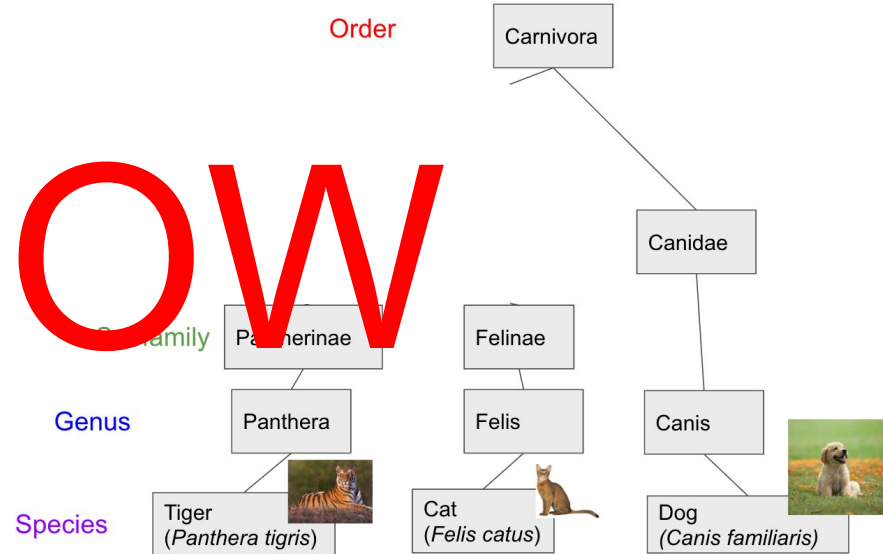 Order
Carnivora
OW
Canidae
Pantherinae
Felinae
Genus
Panthera
Felis
Canis
Species
Tiger
(Panthera tigris)
Cat
(Felis catus)
Dog
(Canis familiaris)